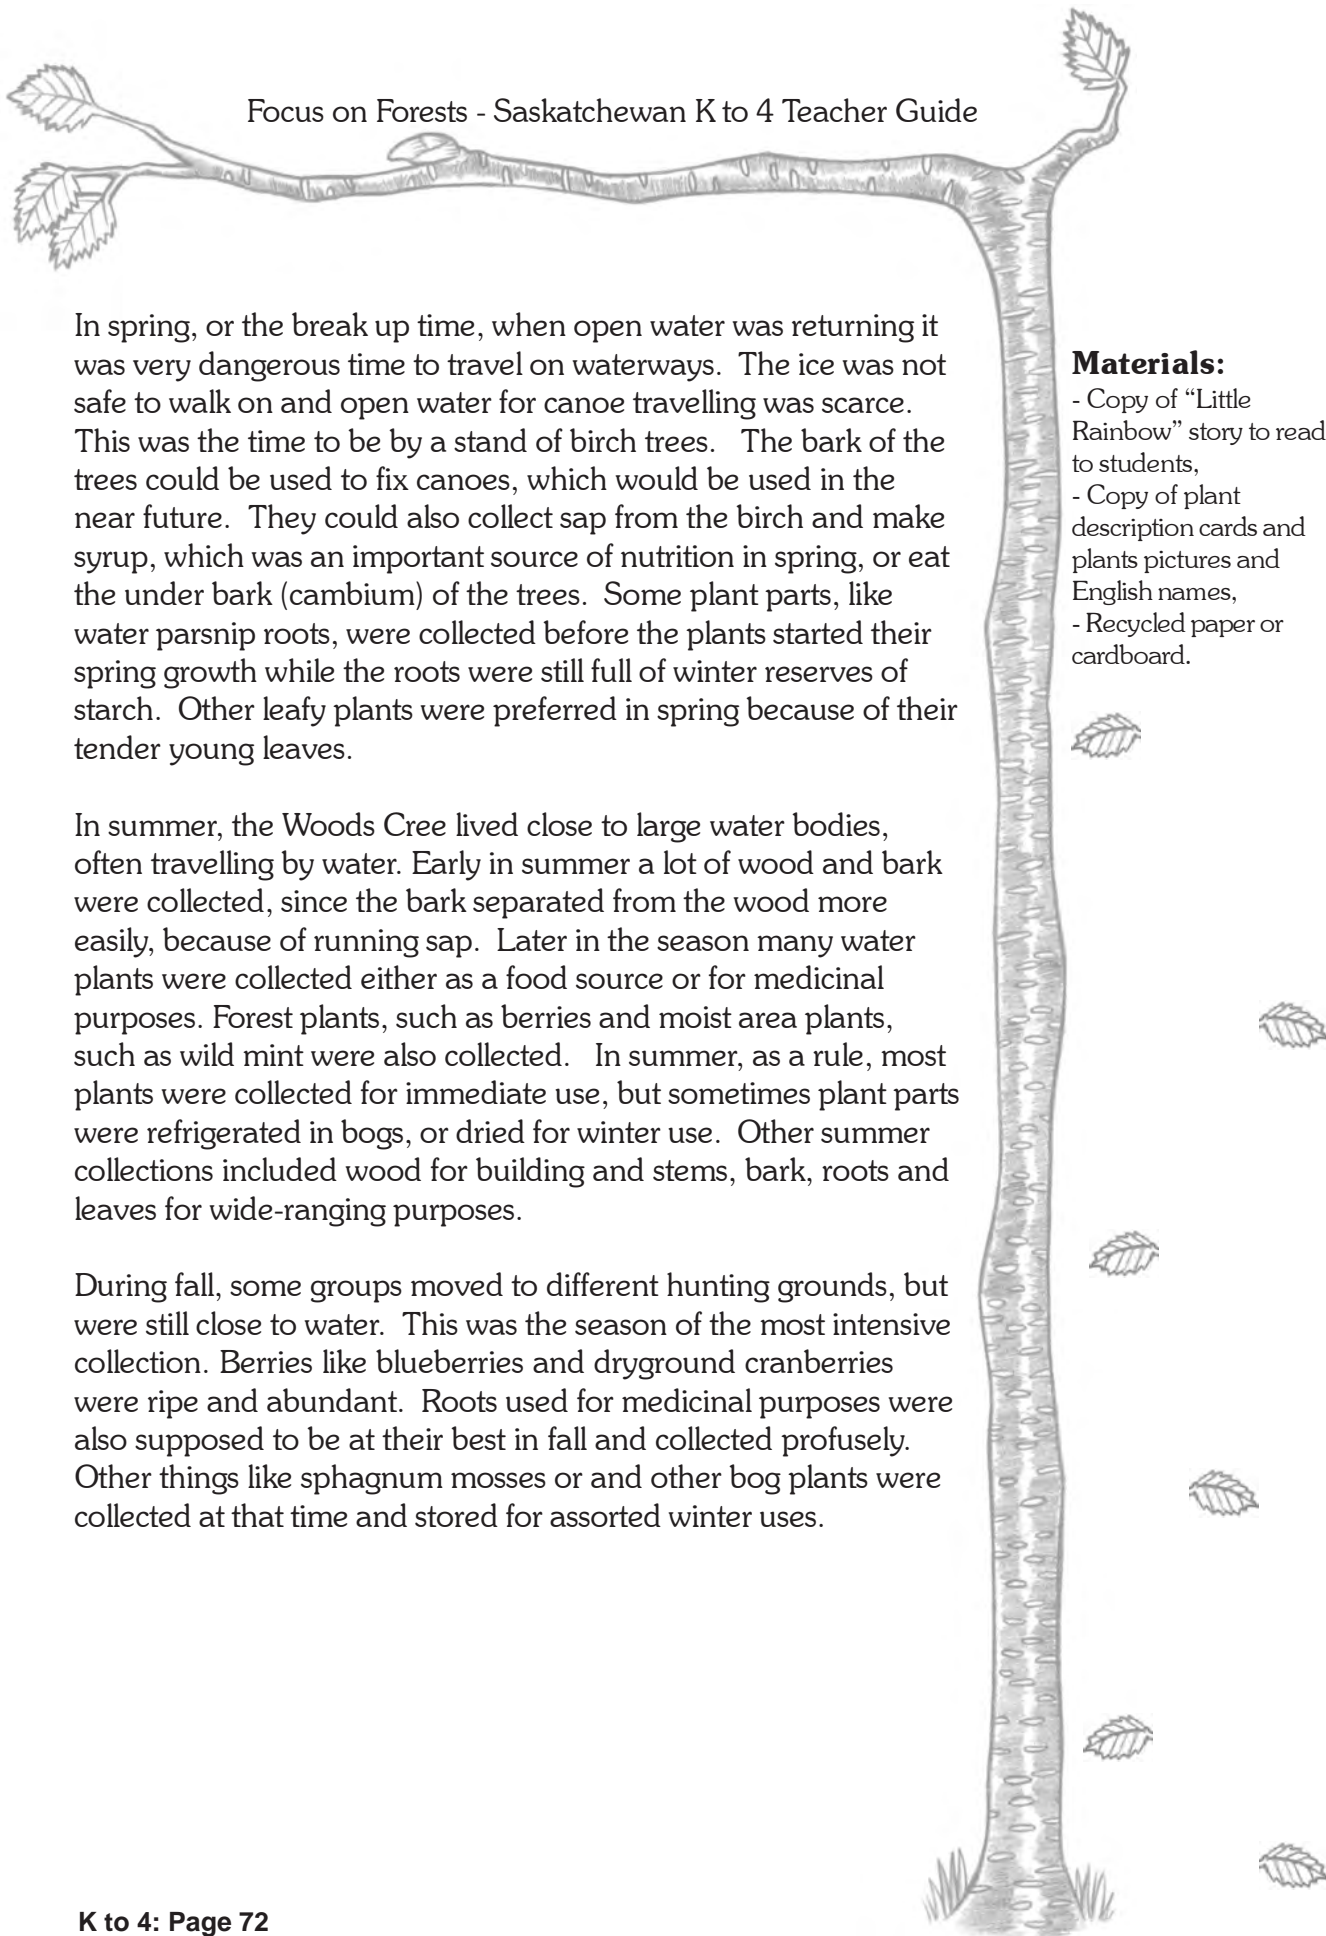 Focus on Forests - Saskatchewan K to 4 Teacher Guide
In spring, or the break up time, when open water was returning it
was very dangerous time to travel on waterways.  The ice was not
safe to walk on and open water for canoe travelling was scarce.
This was the time to be by a stand of birch trees.   The bark of the
trees could be used to fix canoes, which would be used in the
near future.  They could also collect sap from the birch and make
syrup, which was an important source of nutrition in spring, or eat
the under bark (cambium) of the trees.  Some plant parts, like
water parsnip roots, were collected before the plants started their
spring growth while the roots were still full of winter reserves of
starch.  Other leafy plants were preferred in spring because of their
tender young leaves.
In summer, the Woods Cree lived close to large water bodies,
often travelling by water. Early in summer a lot of wood and bark
were collected, since the bark separated from the wood more
easily, because of running sap.  Later in the season many water
plants were collected either as a food source or for medicinal
purposes. Forest plants, such as berries and moist area plants,
such as wild mint were also collected.   In summer, as a rule, most
plants were collected for immediate use, but sometimes plant parts
were refrigerated in bogs, or dried for winter use.  Other summer
collections included wood for building and stems, bark, roots and
leaves for wide-ranging purposes.
During fall, some groups moved to different hunting grounds, but
were still close to water.  This was the season of the most intensive
collection. Berries like blueberries and dryground cranberries
were ripe and abundant.  Roots used for medicinal purposes were
also supposed to be at their best in fall and collected profusely.
Other things like sphagnum mosses or and other bog plants were
collected at that time and stored for assorted winter uses.
Materials:
- Copy of “Little
Rainbow” story to read
to students,
- Copy of plant
description cards and
plants pictures and
English names,
- Recycled paper or
cardboard.
K to 4: Page 72